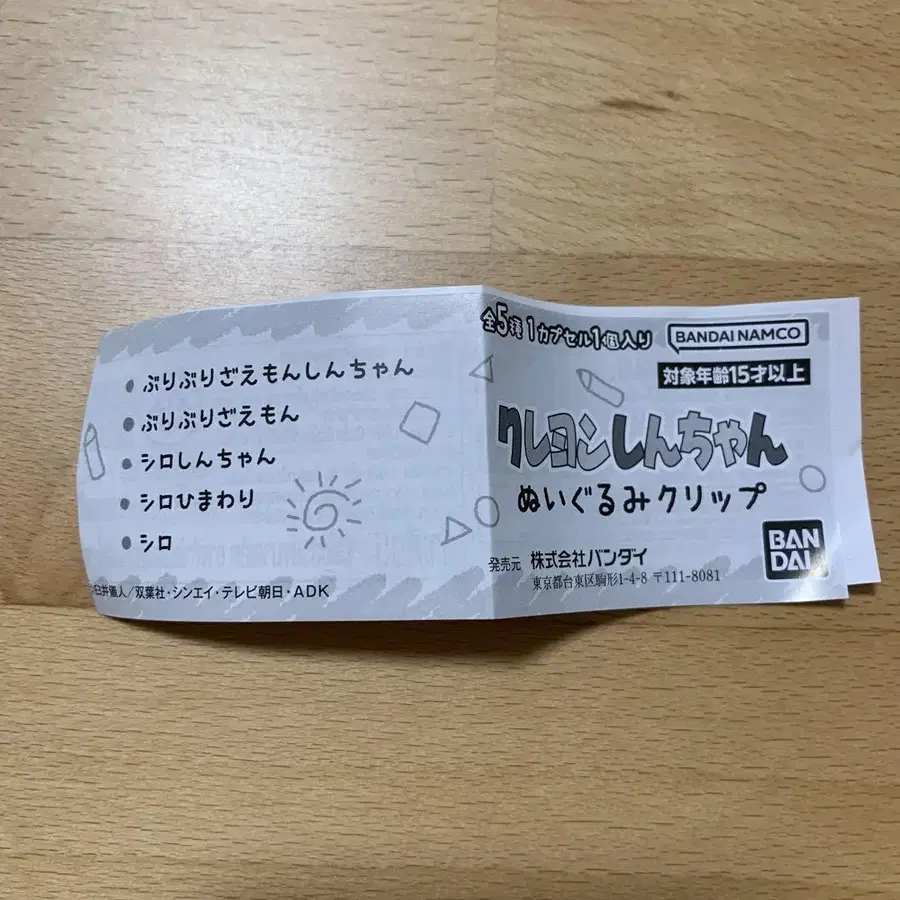 ぶりぶりざえもんしんちゃん
ぶりぶりざえもん
シロしんちゃん
シロひまわり
シロ
臼井儀人/双葉社・シンエイ・テレビ朝日・ADK
全5種1カプセル1個入り
BANDAI NAMCO
対象年齢15才以上
クレヨンしんちゃん
ぬいぐるみクリップ
発売元 株式会社バンダイ
東京都台東区駒形1-4-8 〒111-8081
BAN
DAI